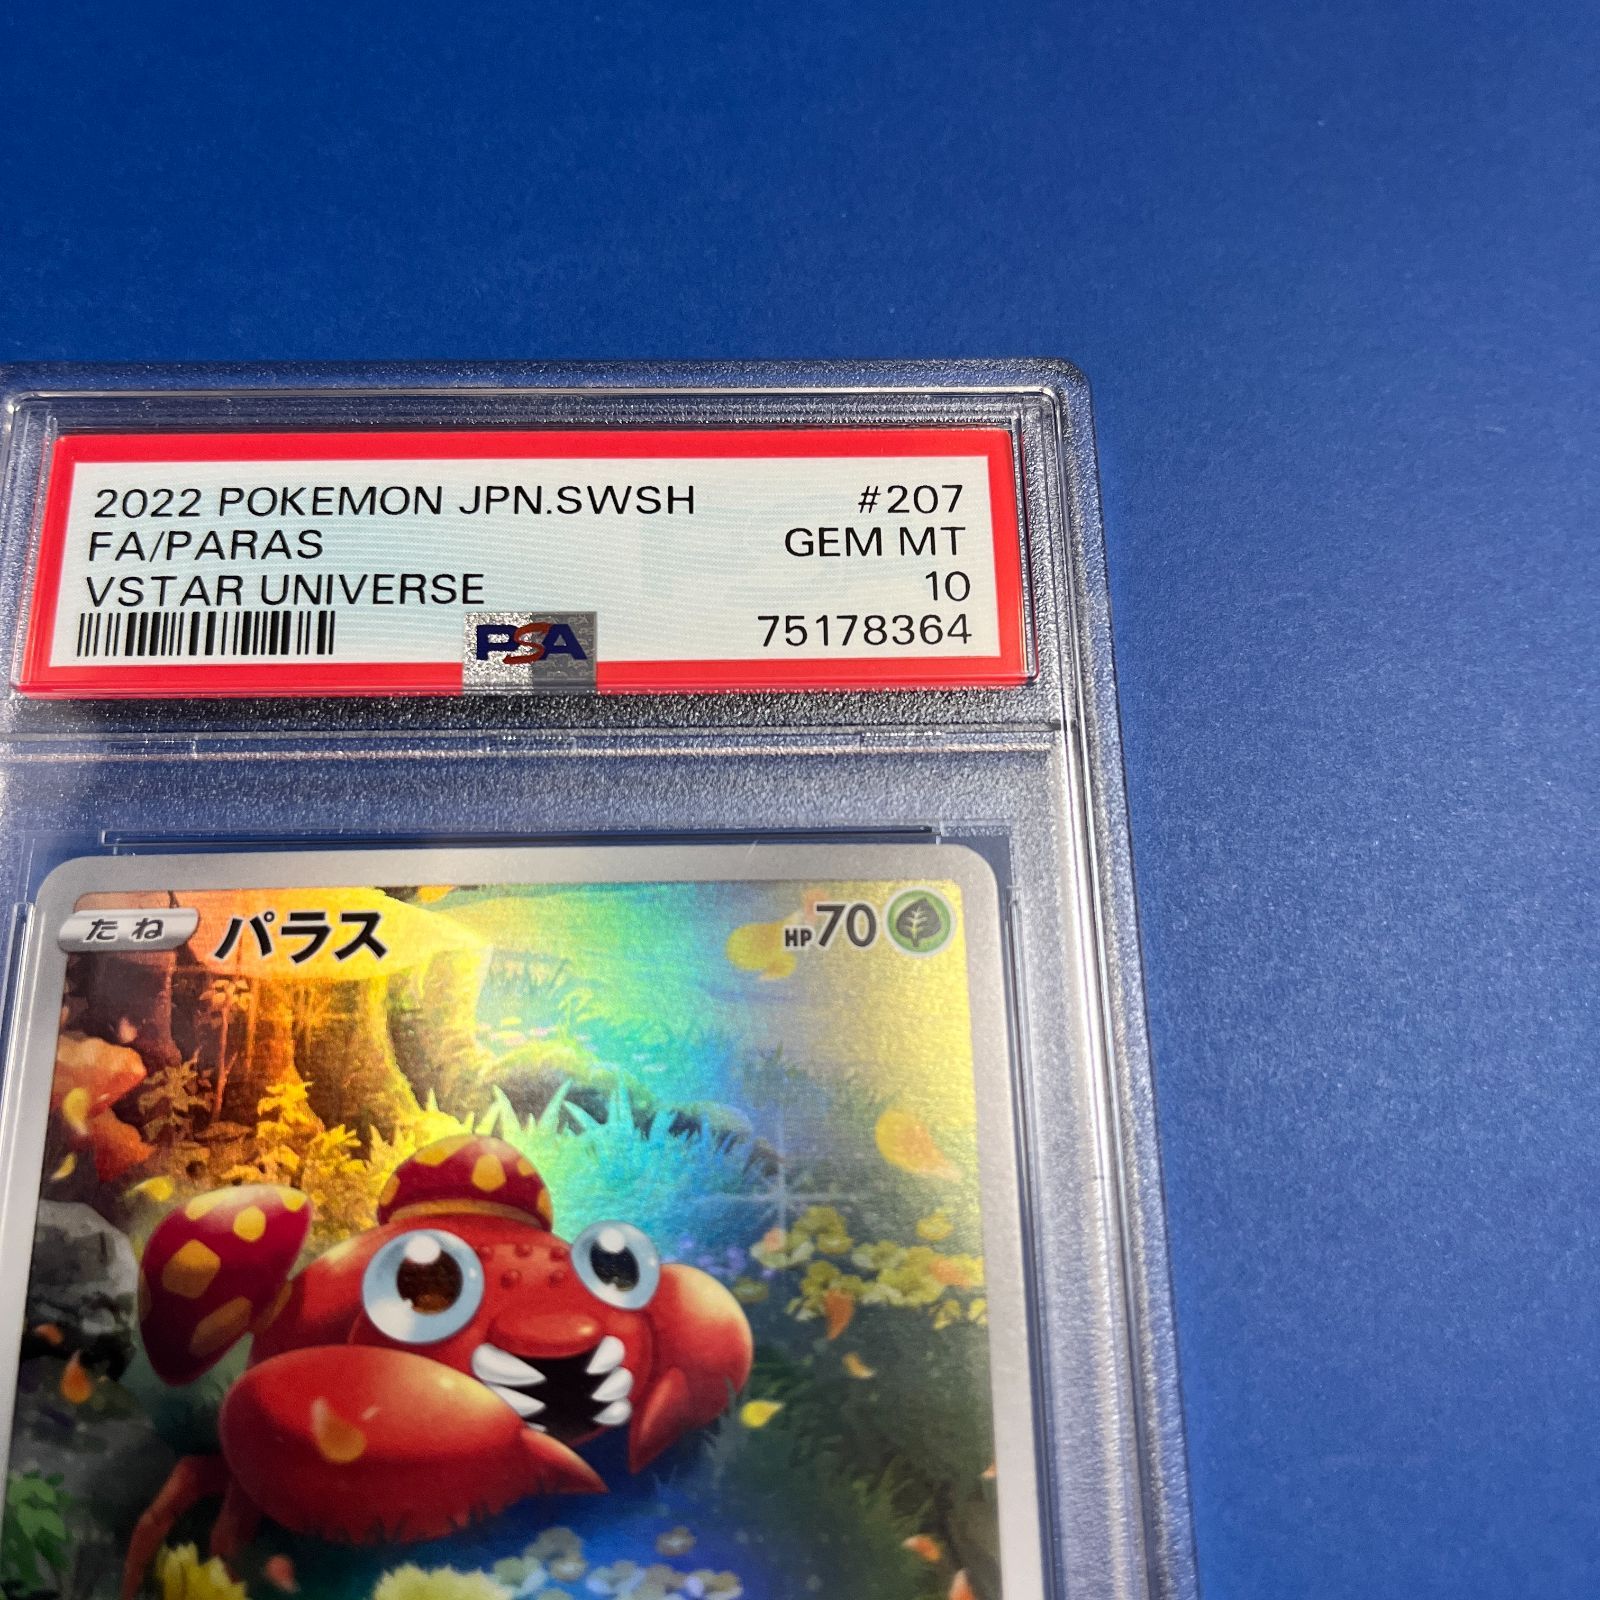 2022 POKEMON JPN.SWSH #207
FA/PARAS GEM MT
VSTAR UNIVERSE 10
PSA 75178364
たね パラス HP70